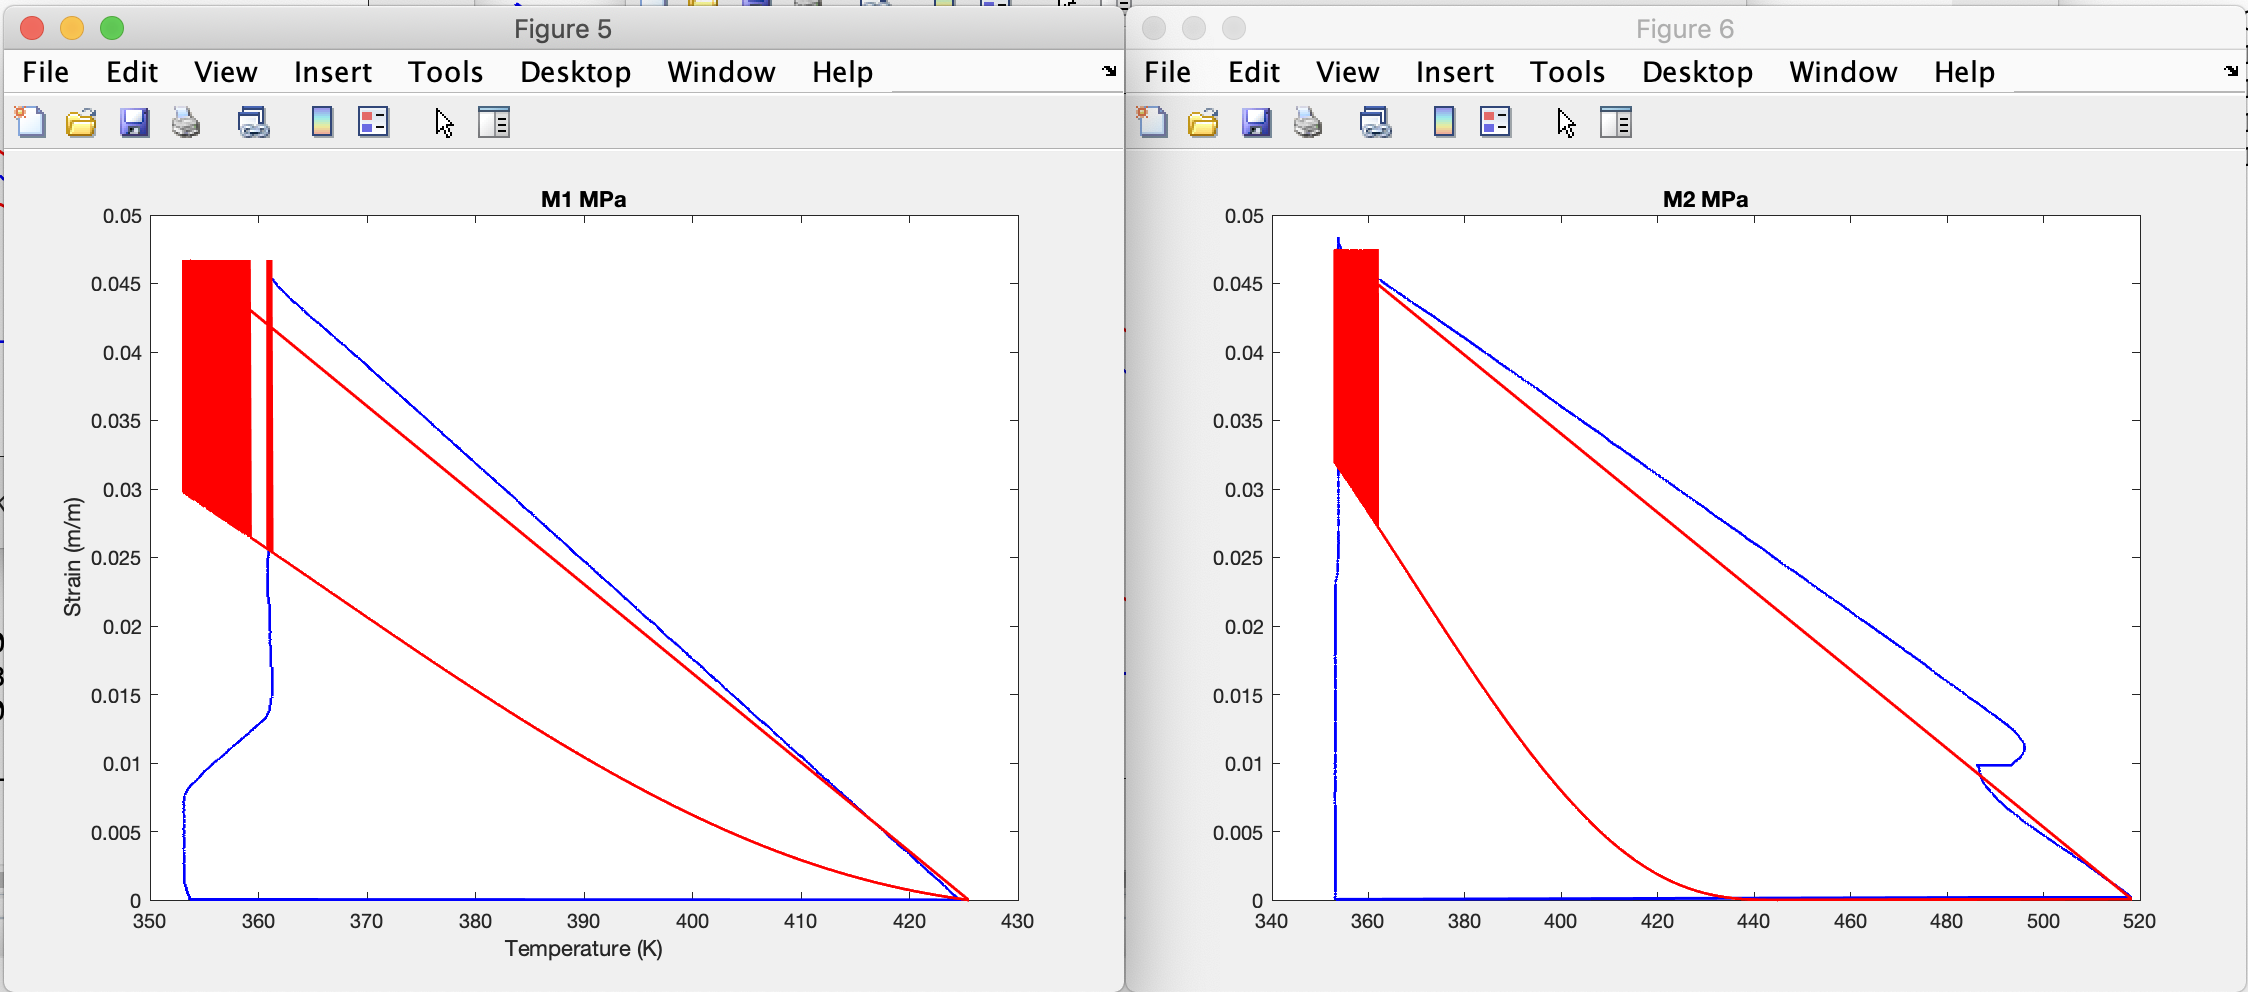 Figure 5
File Edit View Insert Tools Desktop Window Help
M1 MPa
0.05
0.045
0.04
0.035
0.03
0.025
0.02
0.015
0.01
0.005
0
Strain (m/m)
350 360 370 380 390 400 410 420 430
Temperature (K)
Figure 6
File Edit View Insert Tools Desktop Window Help
M2 MPa
0.05
0.045
0.04
0.035
0.03
0.025
0.02
0.015
0.01
0.005
0
340 360 380 400 420 440 460 480 500 520